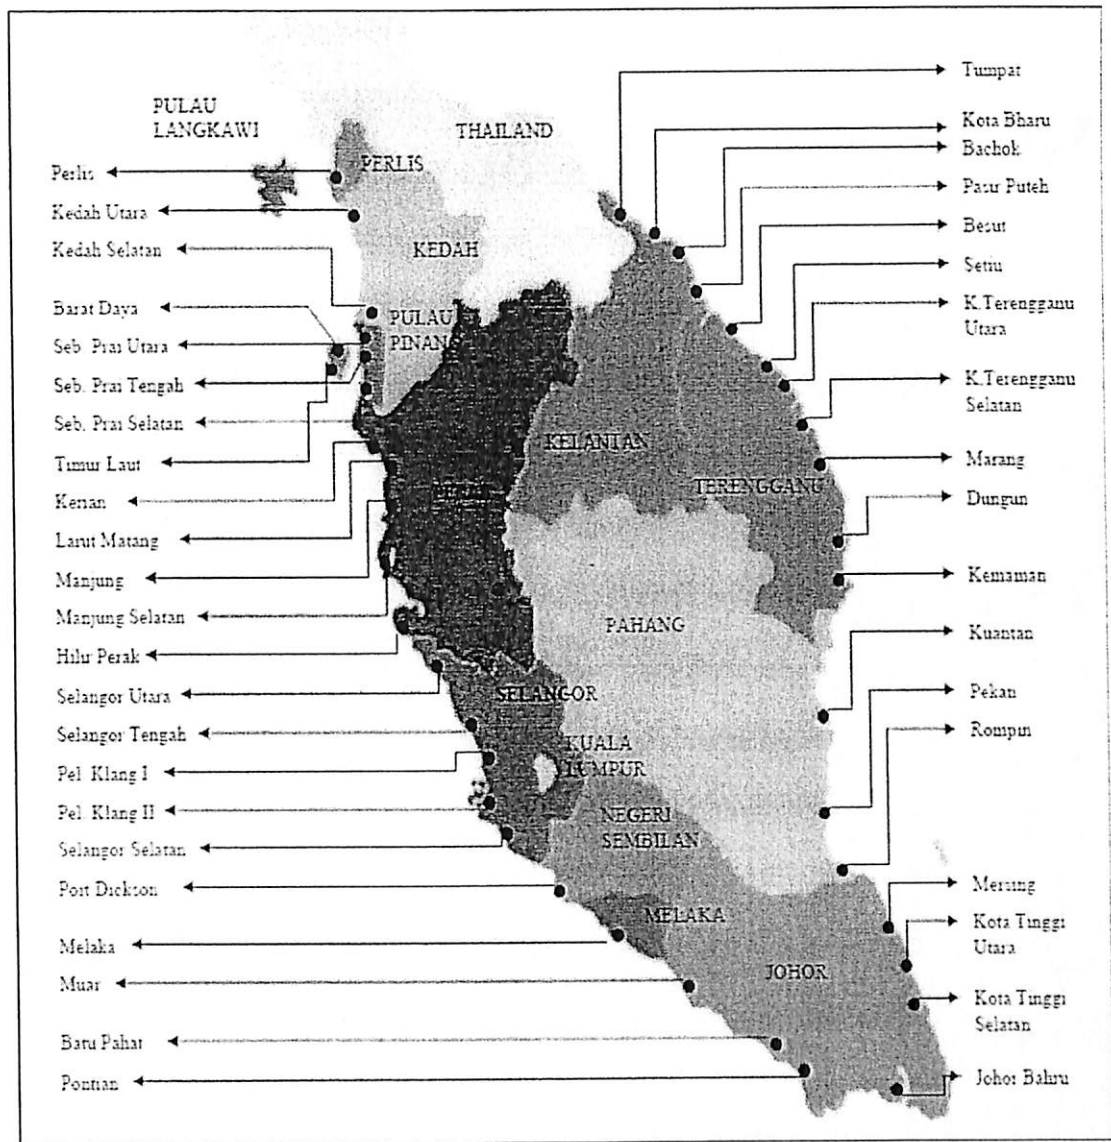 PULAU
LANGKAWI
THAILAND
PERLIS
KEDAH
PULAU
PINANG
KELANTAN
TERENGGANU
PAHANG
SELANGOR
KUALA
LUMPUR
NEGERI
SEMBILAN
MELAKA
JOHOR
Perlis
Kedah Utara
Kedah Selatan
Barat Daya
Seb. Prai Utara
Seb. Prai Tengah
Seb. Prai Selatan
Timur Laut
Kerian
Larut Matang
Manjung
Manjung Selatan
Hilir Perak
Selangor Utara
Selangor Tengah
Pel. Klang I
Pel. Klang II
Selangor Selatan
Port Dickson
Melaka
Muar
Batu Pahat
Pontian
Tumpat
Kota Bharu
Bachok
Pasir Puteh
Besut
Setiu
K.Terengganu
Utara
K.Terengganu
Selatan
Marang
Dungun
Kemaman
Kuantan
Pekan
Rompin
Mersing
Kota Tinggi
Utara
Kota Tinggi
Selatan
Johor Bahru